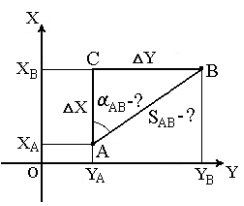 X
X_B C ΔY B
ΔX α_AB-?
S_AB-?
X_A A
O Y_A Y_B Y